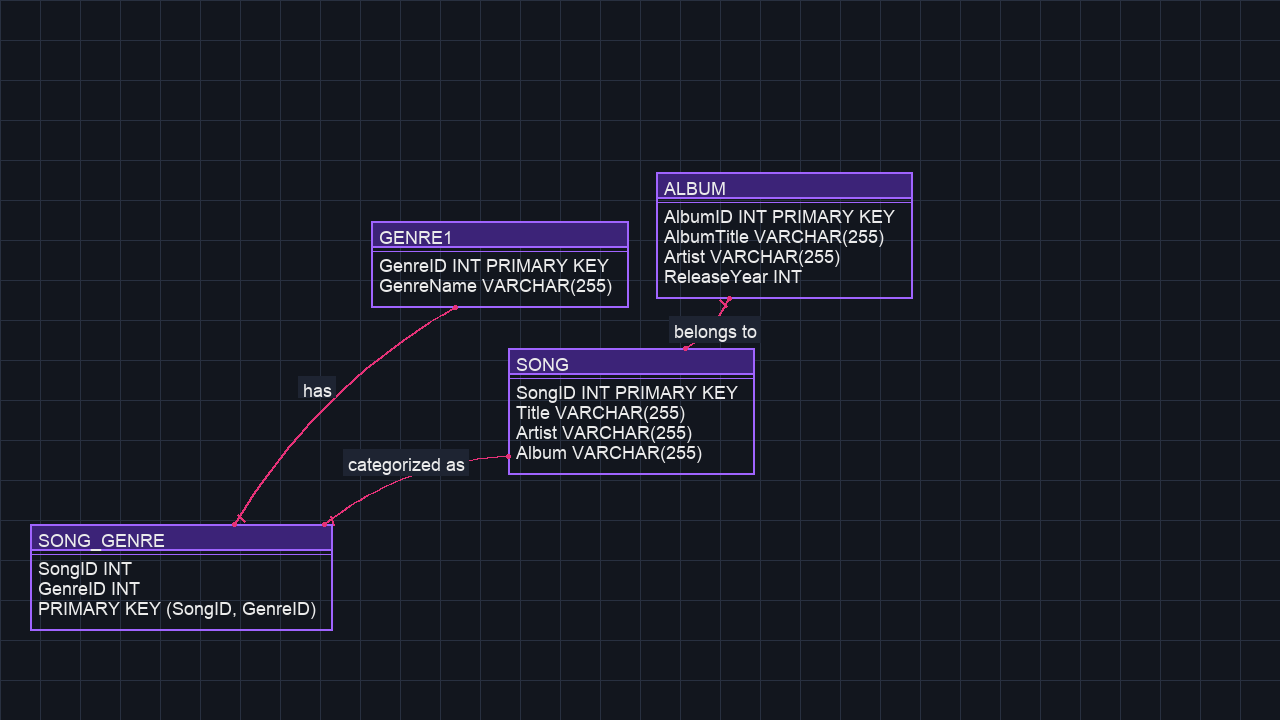 ALBUM
AlbumID INT PRIMARY KEY
AlbumTitle VARCHAR(255)
Artist VARCHAR(255)
ReleaseYear INT
GENRE1
GenreID INT PRIMARY KEY
GenreName VARCHAR(255)
belongs to
SONG
SongID INT PRIMARY KEY
Title VARCHAR(255)
Artist VARCHAR(255)
Album VARCHAR(255)
has
categorized as
SONG_GENRE
SongID INT
GenreID INT
PRIMARY KEY (SongID, GenreID)